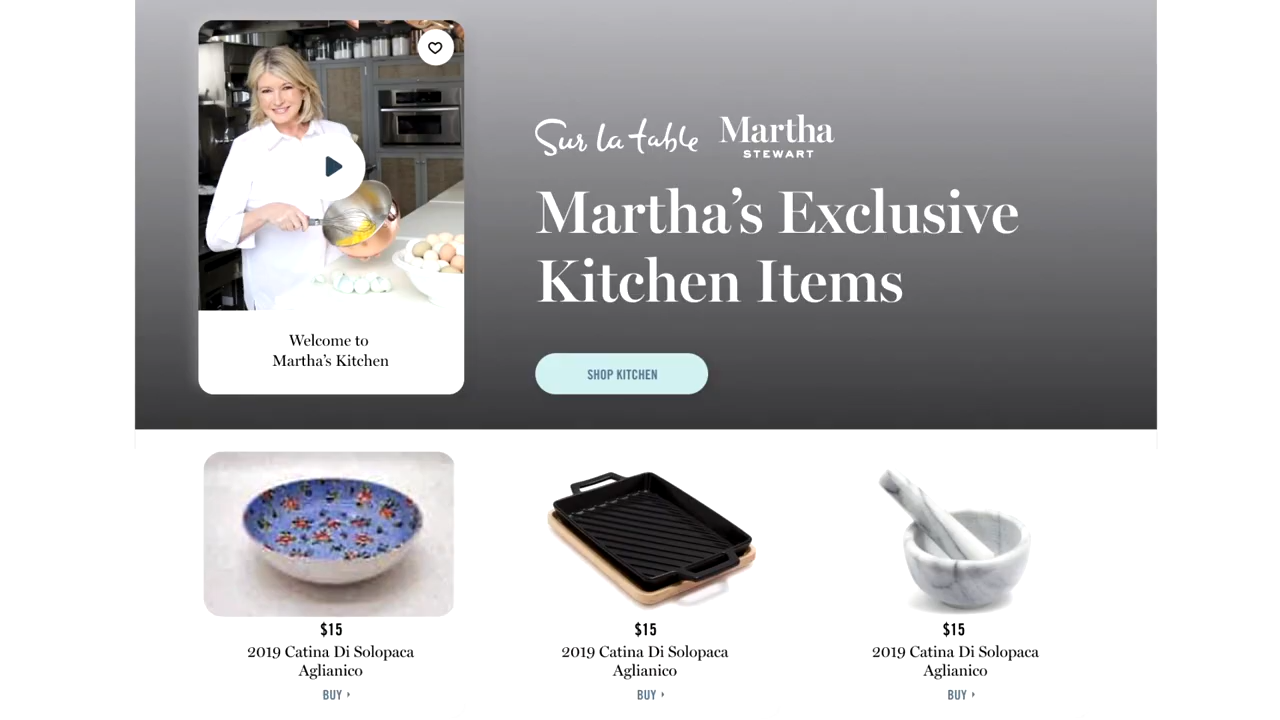 Sur la table
Martha
STEWART
Martha's Exclusive
Kitchen Items
SHOP KITCHEN
Welcome to
Martha's Kitchen
$15
2019 Catina Di Solopaca
Aglianico
BUY
$15
2019 Catina Di Solopaca
Aglianico
BUY
$15
2019 Catina Di Solopaca
Aglianico
BUY